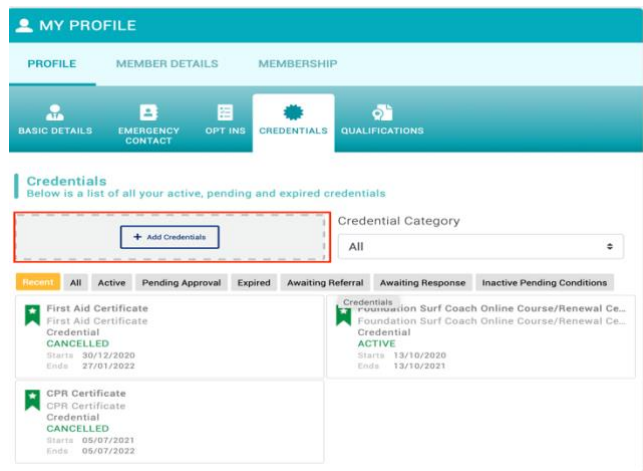 MY PROFILE
PROFILE MEMBER DETAILS MEMBERSHIP
BASIC DETAILS
EMERGENCY CONTACT
OPT INS
CREDENTIALS
QUALIFICATIONS
Credentials
Below is a list of all your active, pending and expired credentials
+ Add Credentials
Credential Category
All
Recent All Active Pending Approval Expired Awaiting Referral Awaiting Response Inactive Pending Conditions
First Aid Certificate
First Aid Certificate
Credential
CANCELLED
Starts 30/12/2020
Ends 27/01/2022
Credentials
Foundation Surf Coach Online Course/Renewal Ce...
Foundation Surf Coach Online Course/Renewal Ce...
Credential
ACTIVE
Starts 13/10/2020
Ends 13/10/2021
CPR Certificate
CPR Certificate
Credential
CANCELLED
Starts 05/07/2021
Ends 05/07/2022